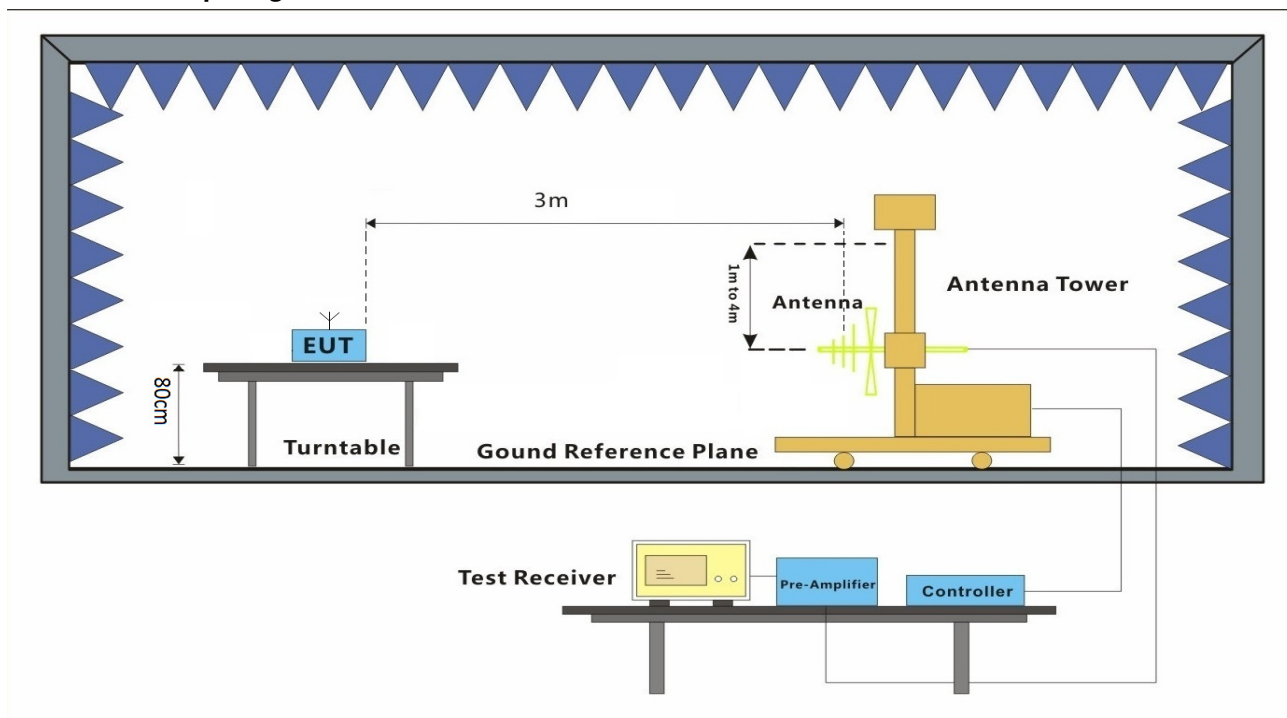 3m
1m to 4m
Antenna Tower
Antenna
EUT
80cm
Turntable
Gound Reference Plane
Test Receiver
Pre-Amplifier
Controller